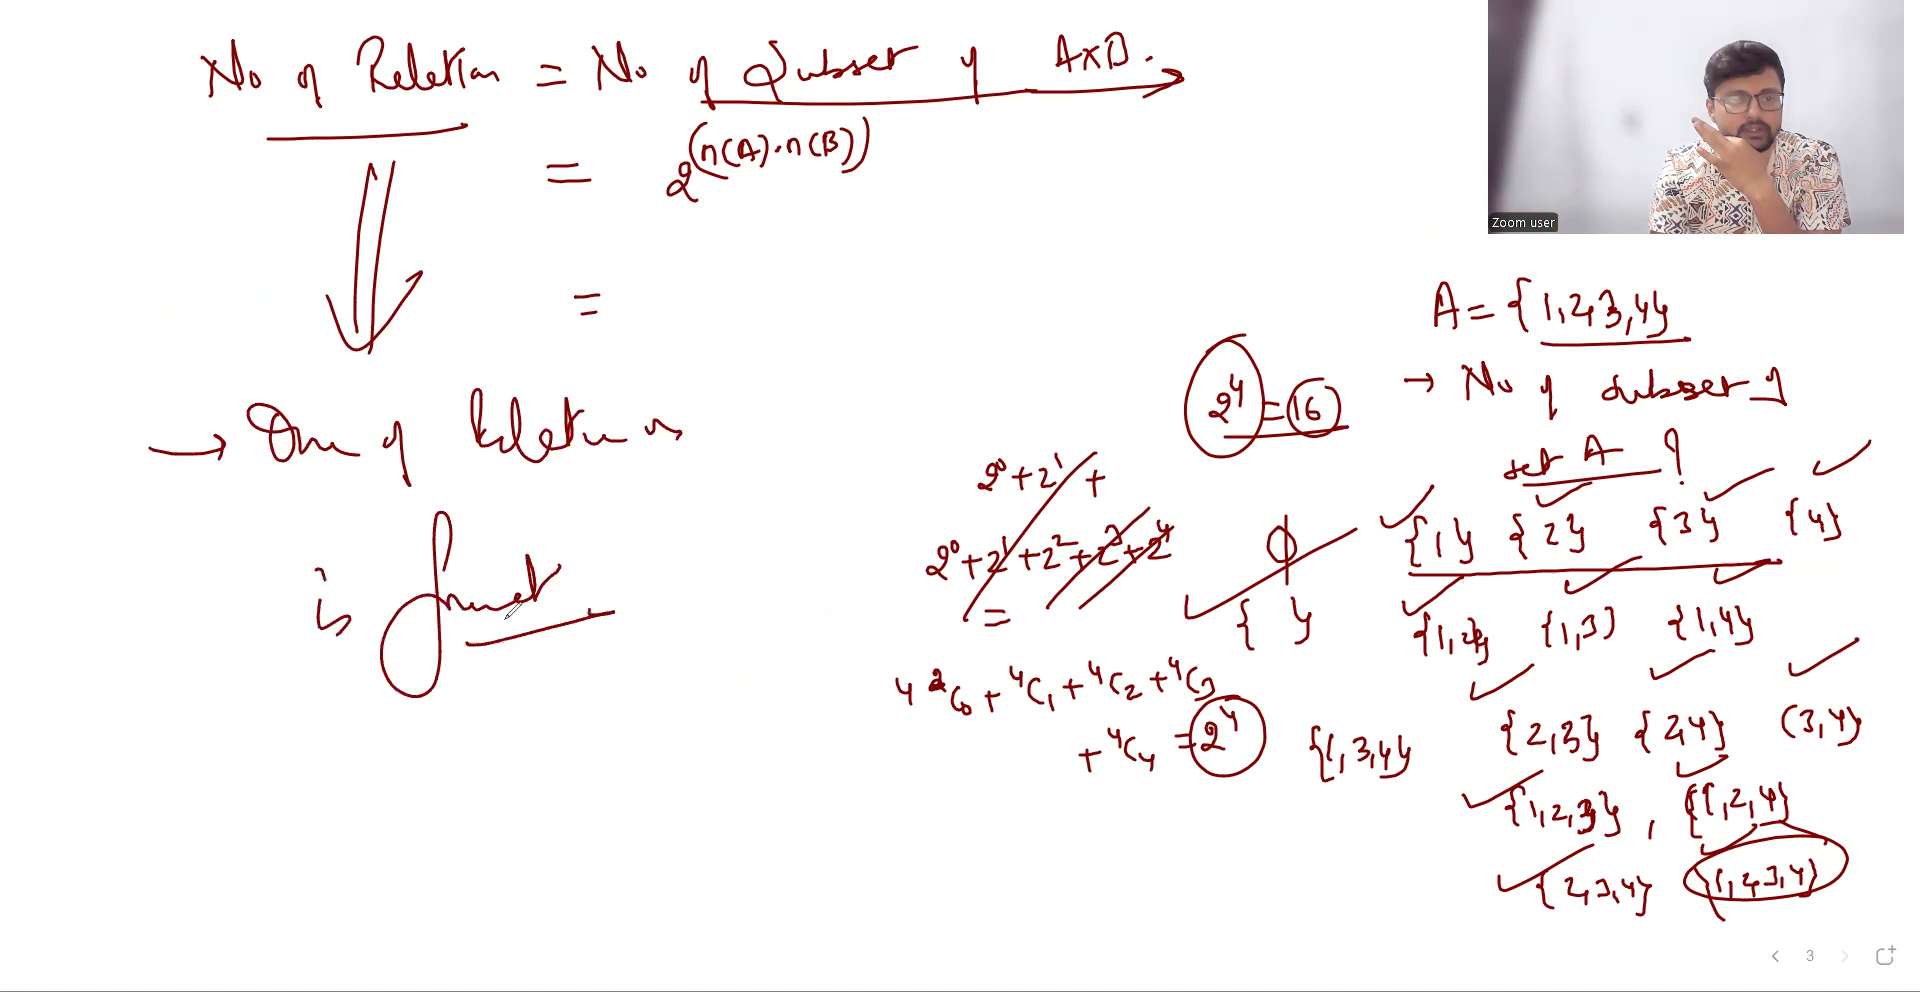 No of Relation = No of Subset of A×B.
= 2^(n(A)·n(B))
=
→ One of Relation
is
Zoom user
A = {1,2,3,4}
→ No of subset of
set A ?
2^4 = 16
2^0 + 2^1 +
2^0 + 2^1 + 2^2 + 2^3 + 2^4
=
ϕ
{ }
{1} {2} {3} {4}
{1,2} {1,3} {1,4}
{2,3} {2,4} (3,4}
{1,3,4} {1,2,3} , {1,2,4}
{2,3,4} {1,2,3,4}
4 C0 + 4C1 + 4C2 + 4C3
+ 4C4 = 2^4
3